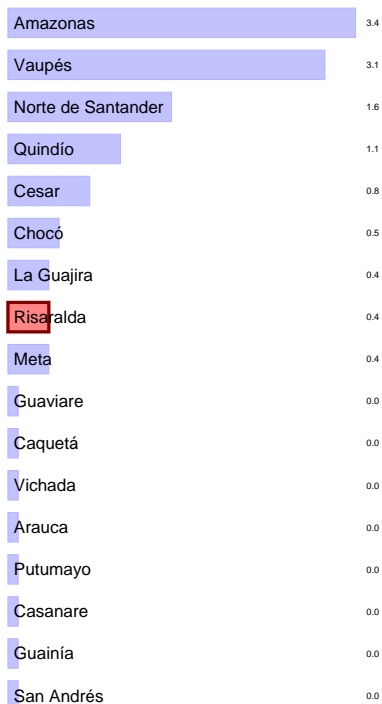 Amazonas 3.4
Vaupés 3.1
Norte de Santander 1.6
Quindío 1.1
Cesar 0.8
Chocó 0.5
La Guajira 0.4
Risaralda 0.4
Meta 0.4
Guaviare 0.0
Caquetá 0.0
Vichada 0.0
Arauca 0.0
Putumayo 0.0
Casanare 0.0
Guainía 0.0
San Andrés 0.0